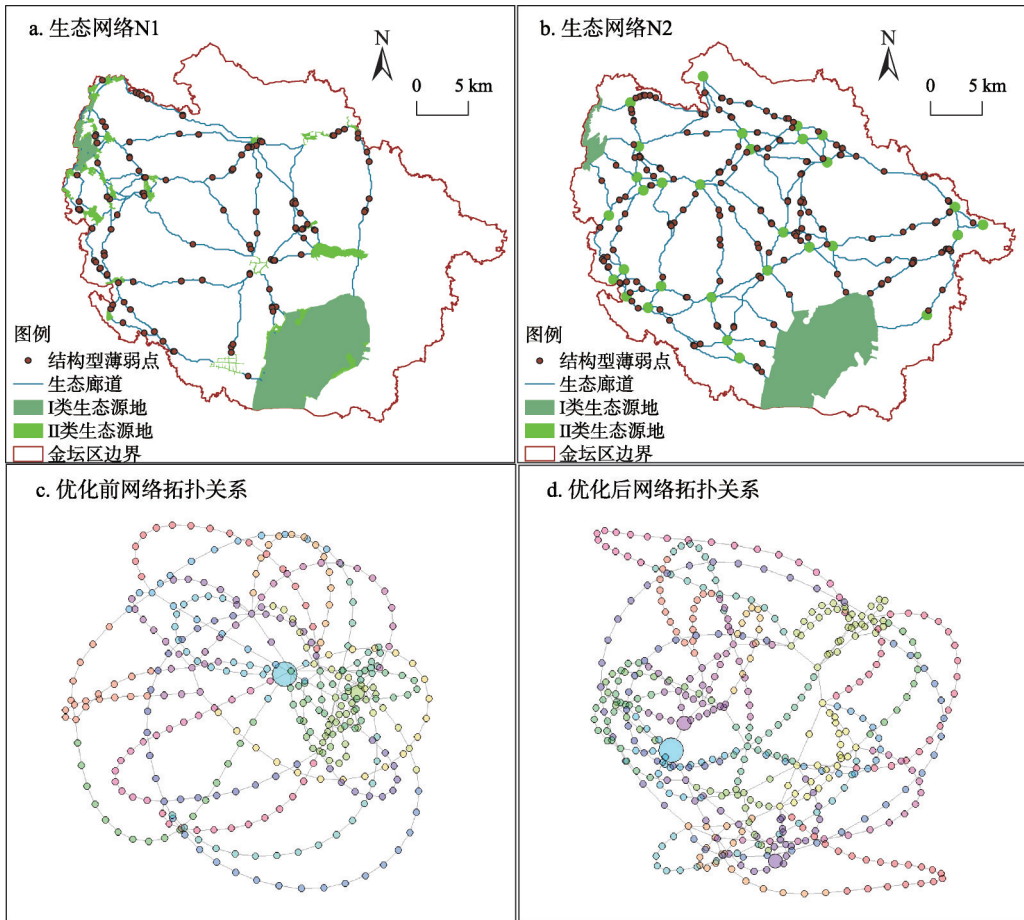 a. 生态网络N1
N
0 5 km
图例
结构型薄弱点
生态廊道
I类生态源地
II类生态源地
金坛区边界
b. 生态网络N2
N
0 5 km
图例
结构型薄弱点
生态廊道
I类生态源地
II类生态源地
金坛区边界
c. 优化前网络拓扑关系
d. 优化后网络拓扑关系